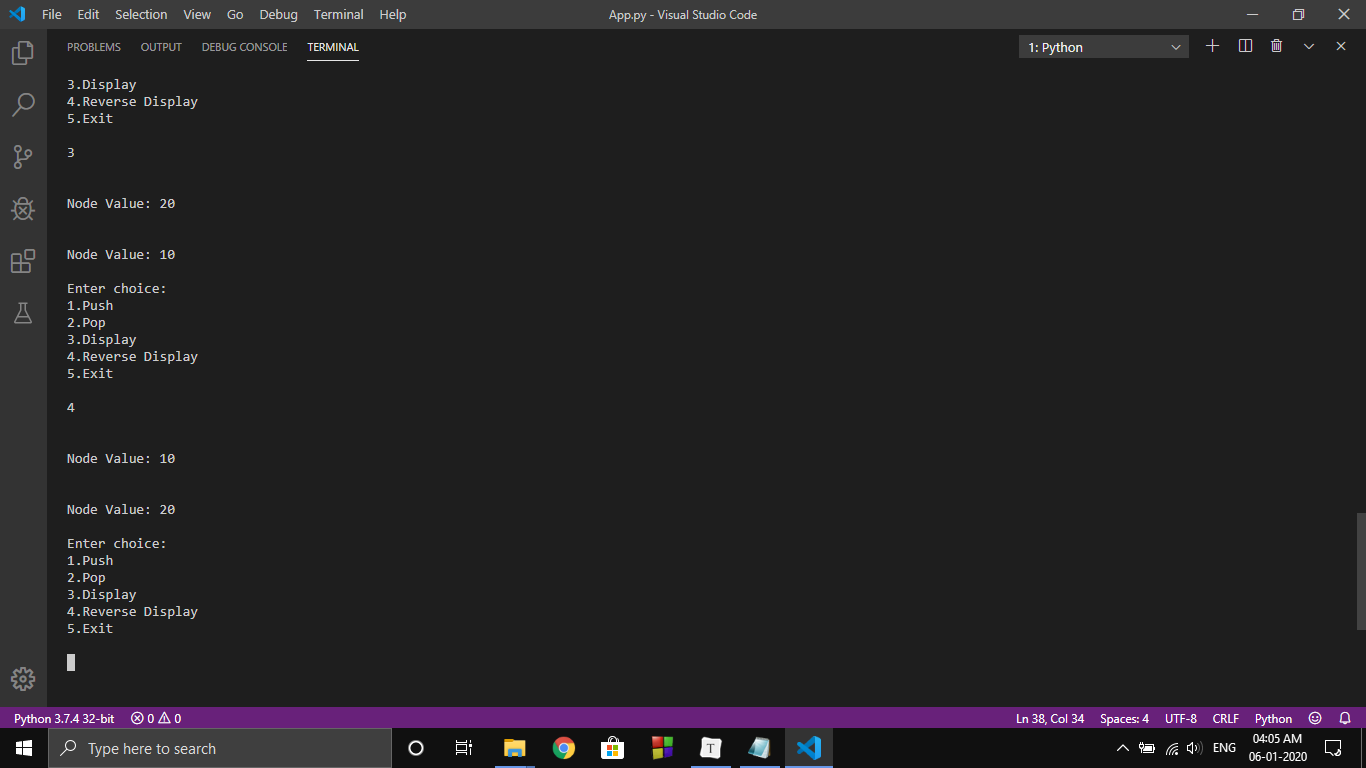 File Edit Selection View Go Debug Terminal Help App.py - Visual Studio Code
PROBLEMS OUTPUT DEBUG CONSOLE TERMINAL 1: Python
3.Display
4.Reverse Display
5.Exit
3
Node Value: 20
Node Value: 10
Enter choice:
1.Push
2.Pop
3.Display
4.Reverse Display
5.Exit
4
Node Value: 10
Node Value: 20
Enter choice:
1.Push
2.Pop
3.Display
4.Reverse Display
5.Exit
Python 3.7.4 32-bit 0 0 Ln 38, Col 34 Spaces: 4 UTF-8 CRLF Python
Type here to search T ENG 04:05 AM
06-01-2020